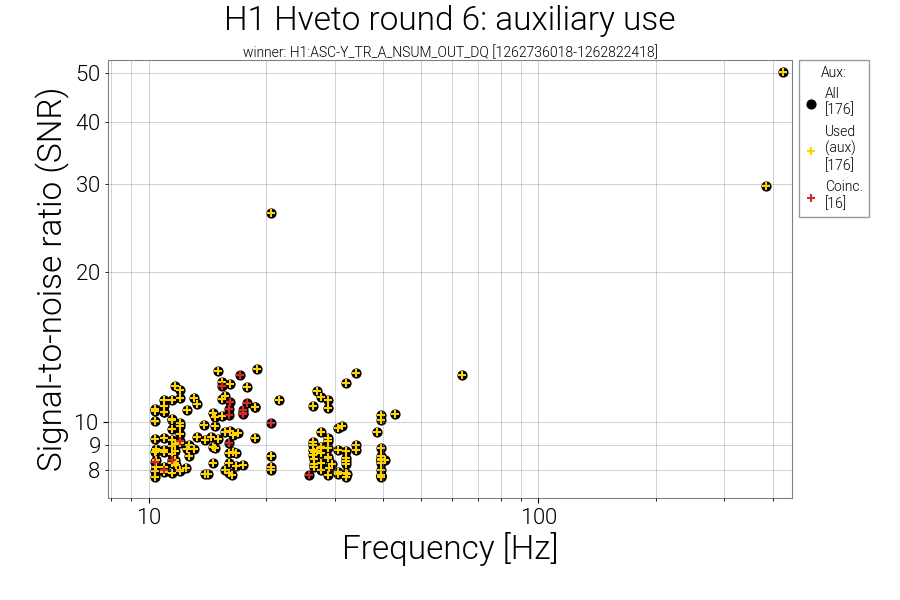 H1 Hveto round 6: auxiliary use
winner: H1:ASC-Y_TR_A_NSUM_OUT_DQ [1262736018-1262822418]
Signal-to-noise ratio (SNR)
50
40
30
20
10
9
8
10
100
Frequency [Hz]
Aux:
All
[176]
Used
(aux)
[176]
Coinc.
[16]